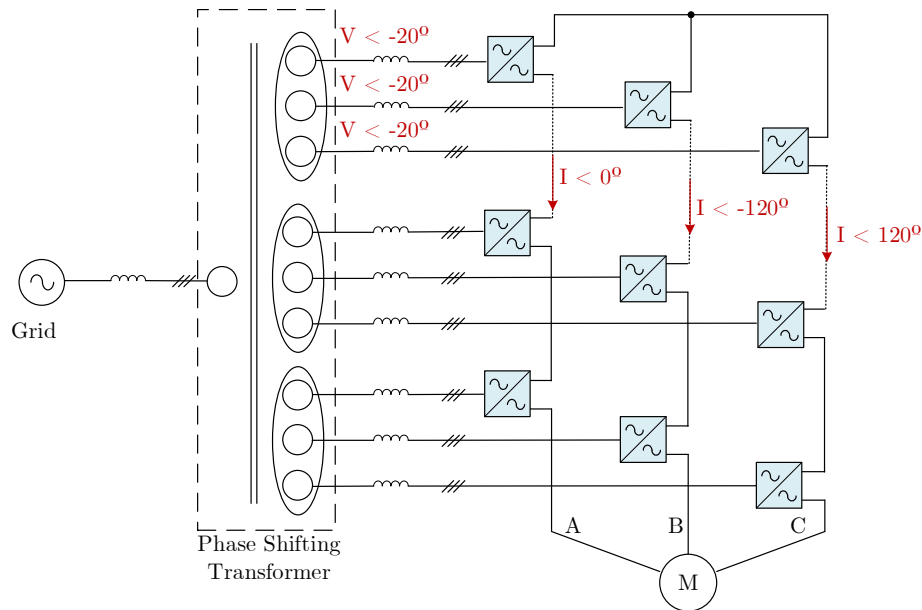 V < -20º
V < -20º
V < -20º
I < 0º
I < -120º
I < 120º
Grid
A
B
C
Phase Shifting
Transformer
M